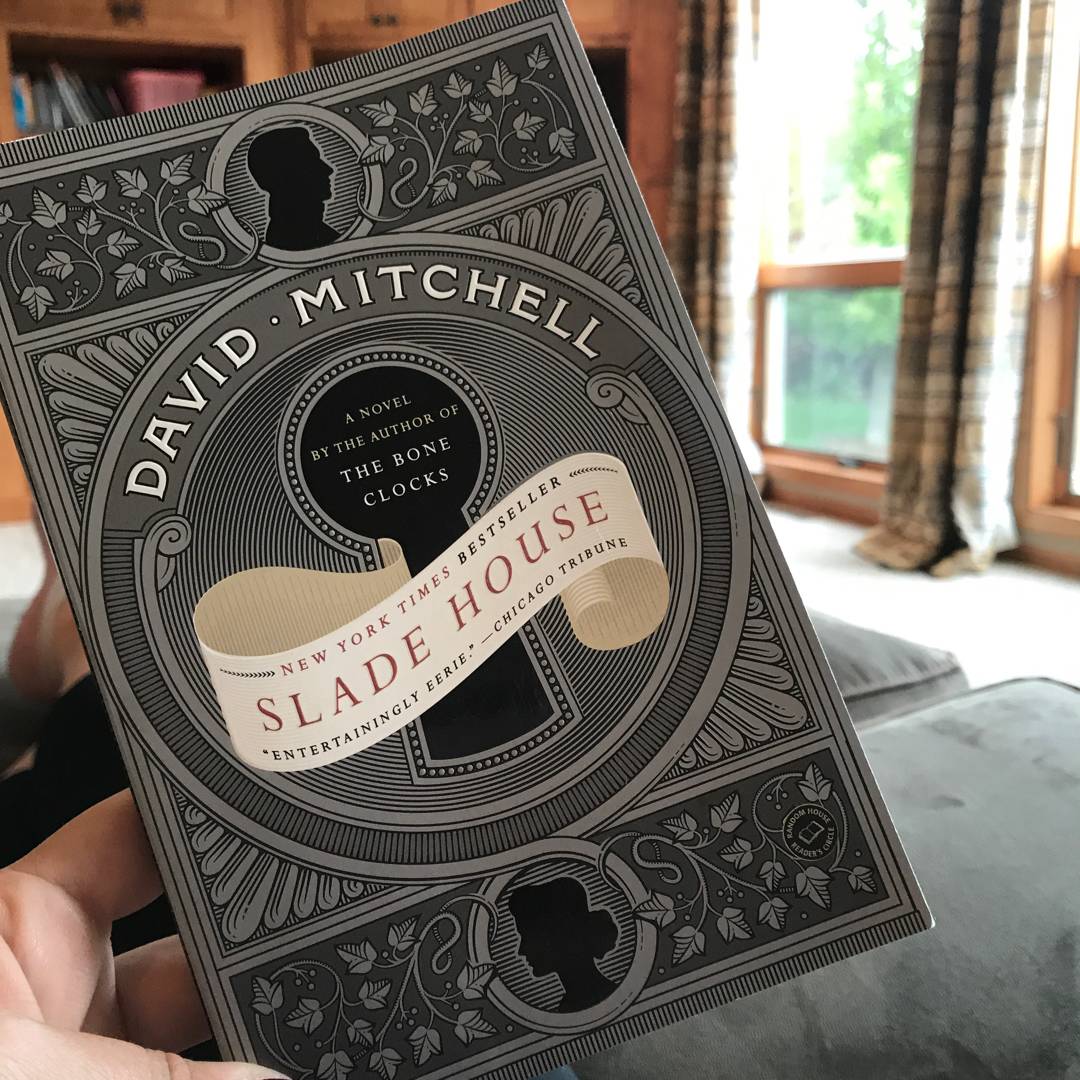 DAVID · MITCHELL
A NOVEL
BY THE AUTHOR OF
THE BONE
CLOCKS
NEW YORK TIMES BESTSELLER
SLADE HOUSE
"ENTERTAININGLY EERIE."—CHICAGO TRIBUNE
RANDOM HOUSE
READER'S CIRCLE